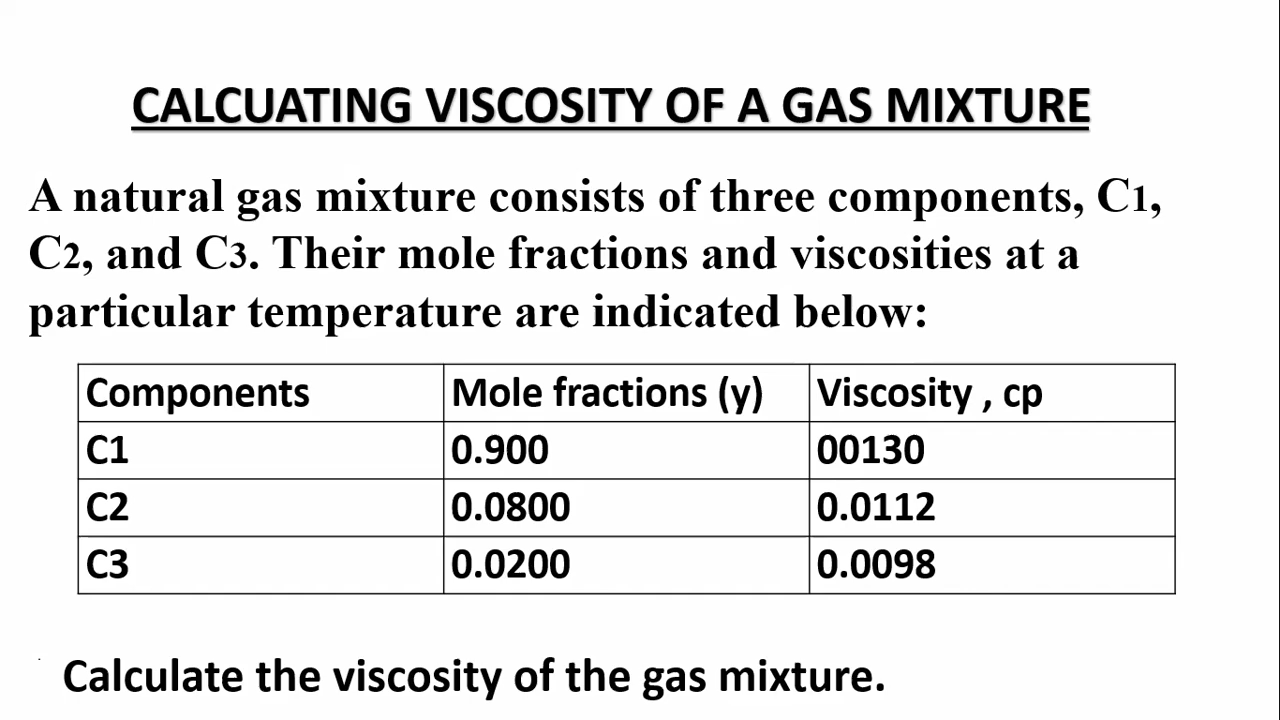 CALCUATING VISCOSITY OF A GAS MIXTURE
A natural gas mixture consists of three components, C1,
C2, and C3. Their mole fractions and viscosities at a
particular temperature are indicated below:
Components Mole fractions (y) Viscosity , cp
C1 0.900 00130
C2 0.0800 0.0112
C3 0.0200 0.0098
Calculate the viscosity of the gas mixture.